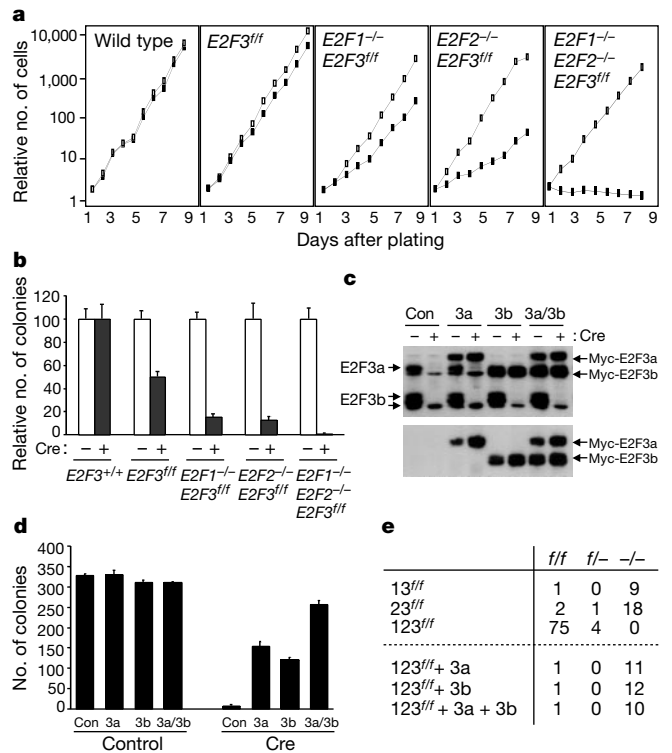 a
Relative no. of cells
10,000
1,000
100
10
1
Wild type
E2F3f/f
E2F1−/−
E2F3f/f
E2F2−/−
E2F3f/f
E2F1−/−
E2F2−/−
E2F3f/f
1 3 5 7 9
1 3 5 7 9
1 3 5 7 9
1 3 5 7 9
1 3 5 7 9
Days after plating
b
Relative no. of colonies
120
100
80
60
40
20
0
Cre : − + − + − + − + − +
E2F3+/+
E2F3f/f
E2F1−/−
E2F3f/f
E2F2−/−
E2F3f/f
E2F1−/−
E2F2−/−
E2F3f/f
c
Con 3a 3b 3a/3b
− + − + − + − + : Cre
E2F3a
E2F3b
Myc-E2F3a
Myc-E2F3b
Myc-E2F3a
Myc-E2F3b
d
No. of colonies
400
350
300
250
200
150
100
50
0
Con 3a 3b 3a/3b
Control
Con 3a 3b 3a/3b
Cre
e
f/f f/− −/−
13f/f 1 0 9
23f/f 2 1 18
123f/f 75 4 0
123f/f + 3a 1 0 11
123f/f + 3b 1 0 12
123f/f + 3a + 3b 1 0 10